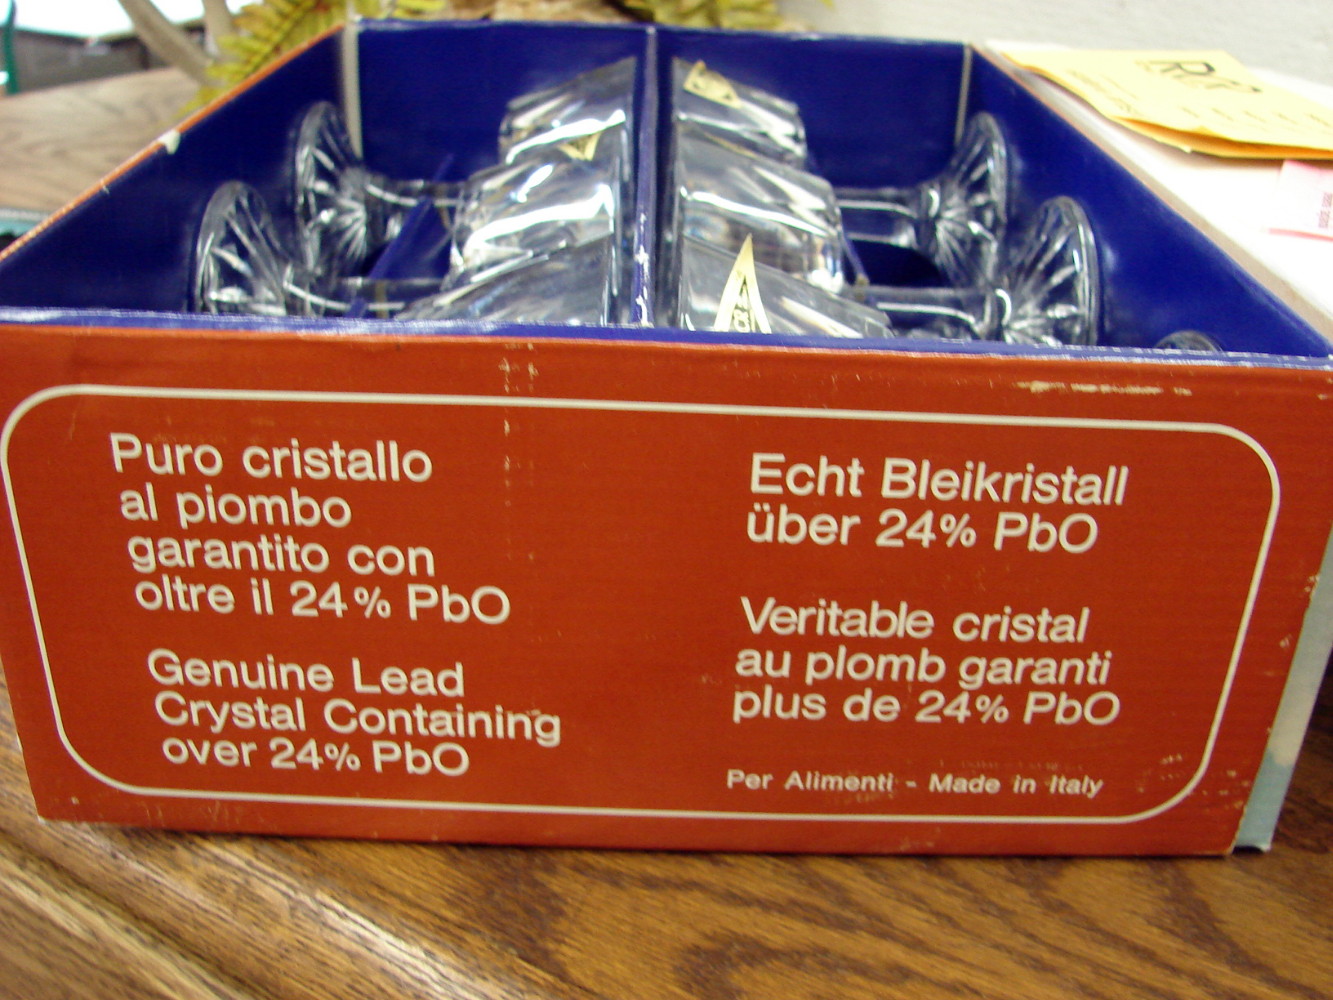 RCR
Puro cristallo
al piombo
garantito con
oltre il 24% PbO
Genuine Lead
Crystal Containing
over 24% PbO
Echt Bleikristall
über 24% PbO
Veritable cristal
au plomb garanti
plus de 24% PbO
Per Alimenti - Made in Italy